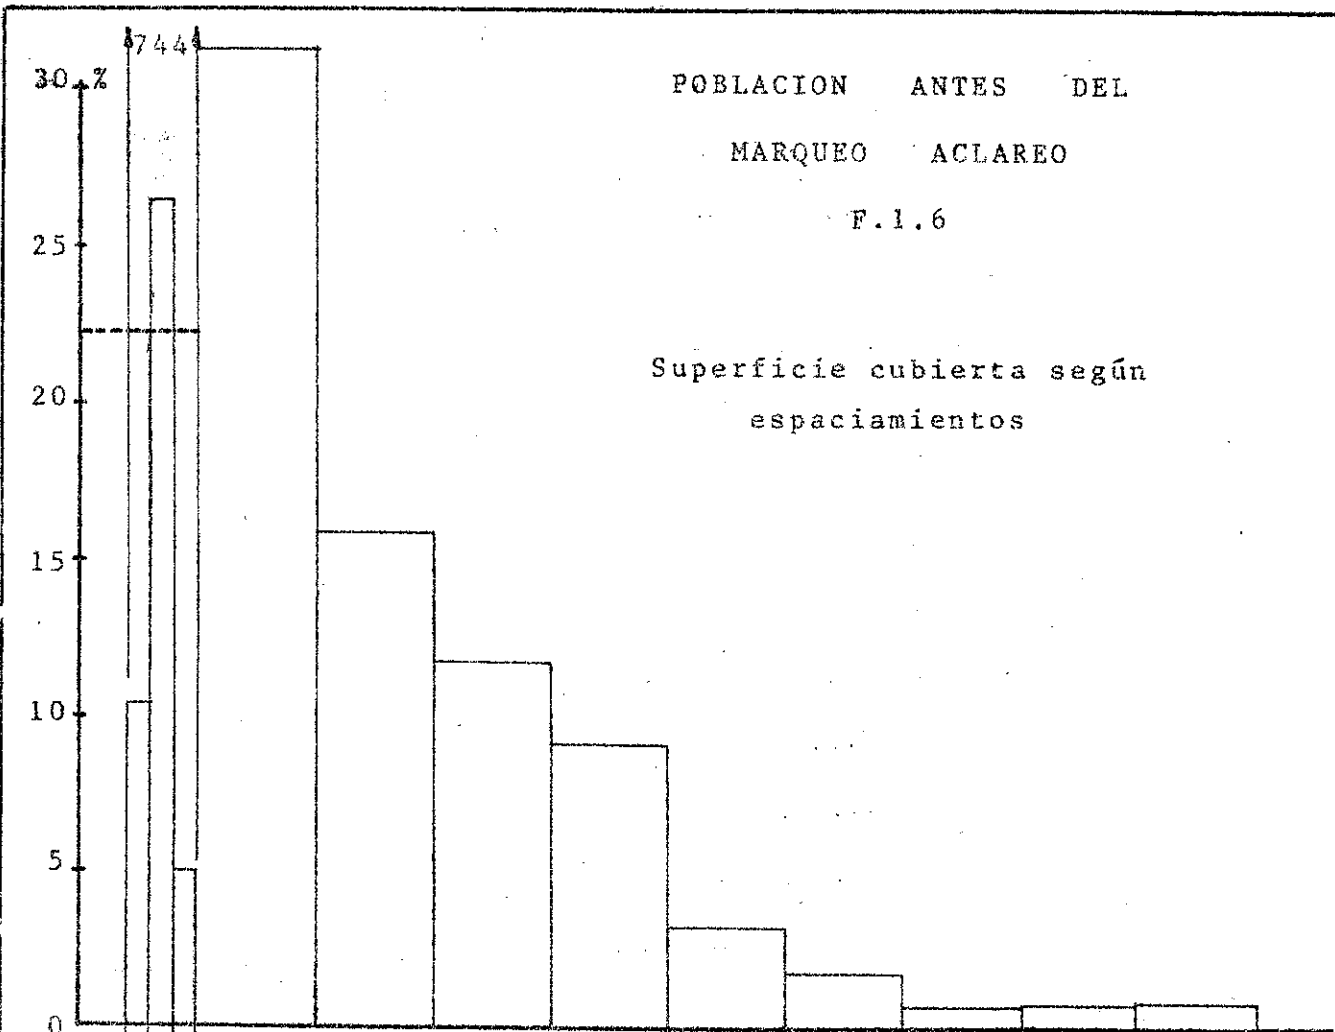 744
30 %
POBLACION ANTES DEL
MARQUEO ACLAREO
F.1.6
25
Superficie cubierta según
20
espaciamientos
15
10
5
0